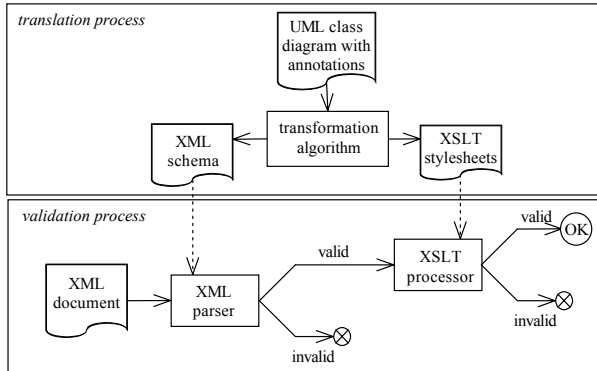 translation process
UML class
diagram with
annotations
transformation
algorithm
XML
schema
XSLT
stylesheets
validation process
XML
document
XML
parser
valid
invalid
XSLT
processor
valid
OK
invalid